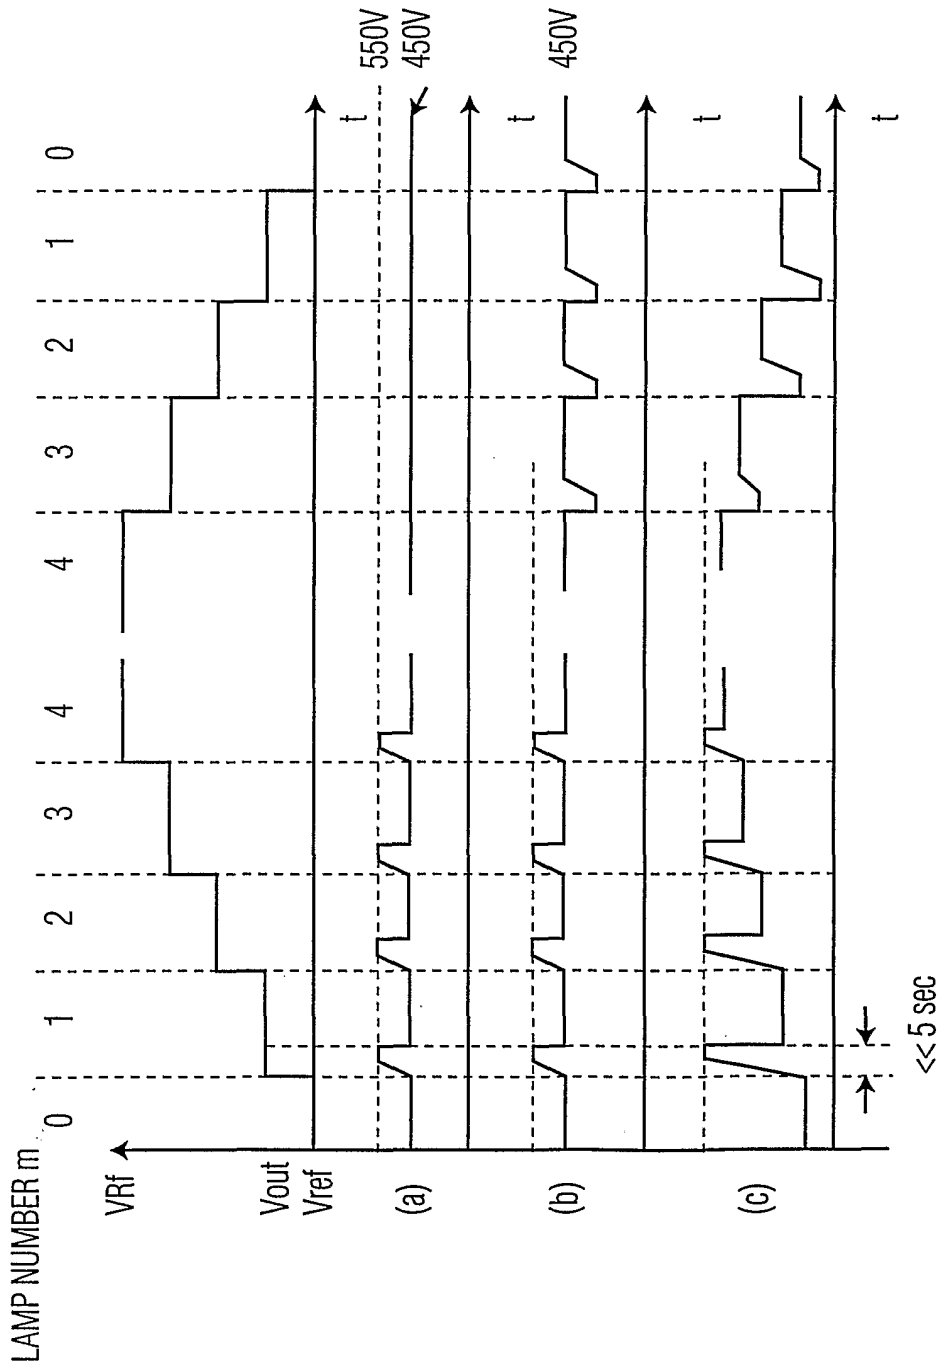 LAMP NUMBER m
0 1 2 3 4 4 3 2 1 0
VRf
Vout
Vref
t
550V
(a)
450V
t
(b)
450V
t
(c)
t
<< 5 sec